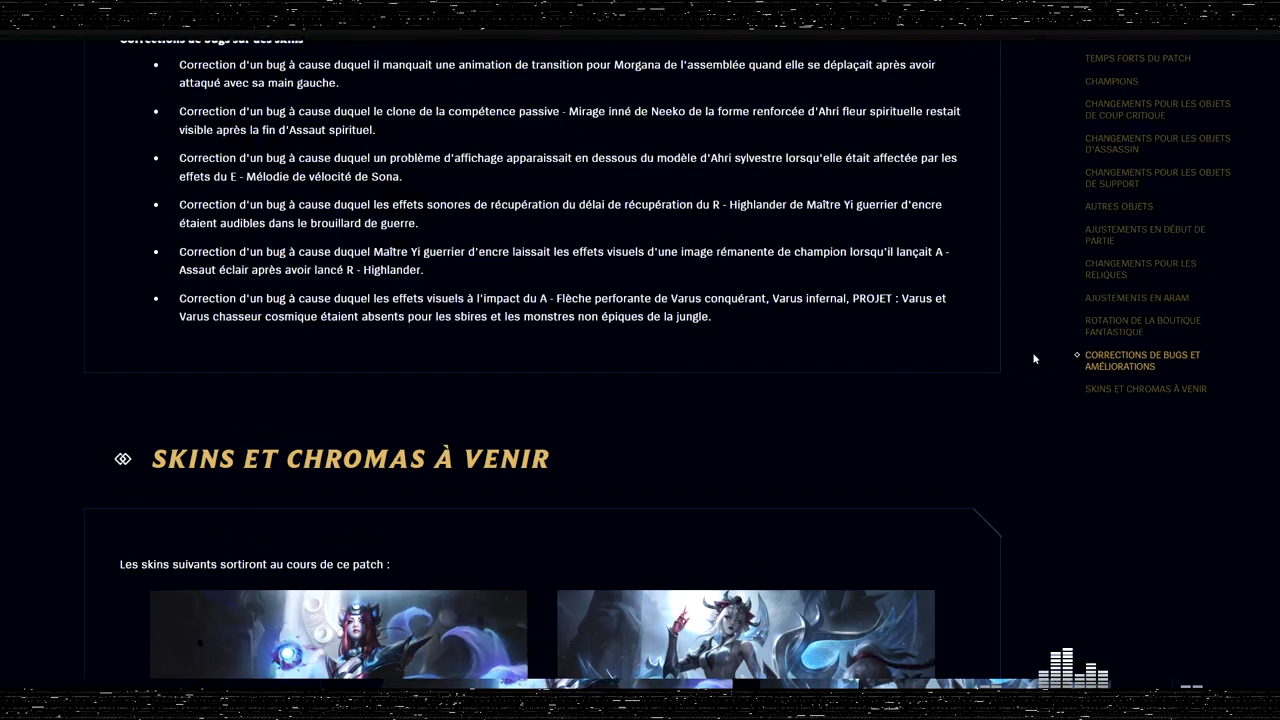 Corrections de bugs sur des skins
Correction d'un bug à cause duquel il manquait une animation de transition pour Morgana de l'assemblée quand elle se déplaçait après avoir
attaqué avec sa main gauche.
Correction d'un bug à cause duquel le clone de la compétence passive - Mirage inné de Neeko de la forme renforcée d'Ahri fleur spirituelle restait
visible après la fin d'Assaut spirituel.
Correction d'un bug à cause duquel un problème d'affichage apparaissait en dessous du modèle d'Ahri sylvestre lorsqu'elle était affectée par les
effets du E - Mélodie de vélocité de Sona.
Correction d'un bug à cause duquel les effets sonores de récupération du délai de récupération du R - Highlander de Maître Yi guerrier d'encre
étaient audibles dans le brouillard de guerre.
Correction d'un bug à cause duquel Maître Yi guerrier d'encre laissait les effets visuels d'une image rémanente de champion lorsqu'il lançait A -
Assaut éclair après avoir lancé R - Highlander.
Correction d'un bug à cause duquel les effets visuels à l'impact du A - Flèche perforante de Varus conquérant, Varus infernal, PROJET : Varus et
Varus chasseur cosmique étaient absents pour les sbires et les monstres non épiques de la jungle.
SKINS ET CHROMAS À VENIR
Les skins suivants sortiront au cours de ce patch :
TEMPS FORTS DU PATCH
CHAMPIONS
CHANGEMENTS POUR LES OBJETS
DE COUP CRITIQUE
CHANGEMENTS POUR LES OBJETS
D'ASSASSIN
CHANGEMENTS POUR LES OBJETS
DE SUPPORT
AUTRES OBJETS
AJUSTEMENTS EN DÉBUT DE
PARTIE
CHANGEMENTS POUR LES
RELIQUES
AJUSTEMENTS EN ARAM
ROTATION DE LA BOUTIQUE
FANTASTIQUE
CORRECTIONS DE BUGS ET
AMÉLIORATIONS
SKINS ET CHROMAS À VENIR